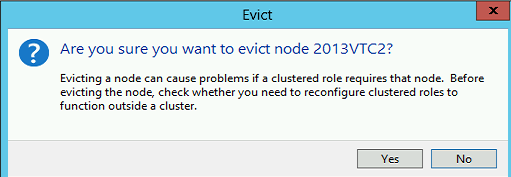 Evict
x
Are you sure you want to evict node 2013VTC2?
Evicting a node can cause problems if a clustered role requires that node. Before
evicting the node, check whether you need to reconfigure clustered roles to
function outside a cluster.
Yes No